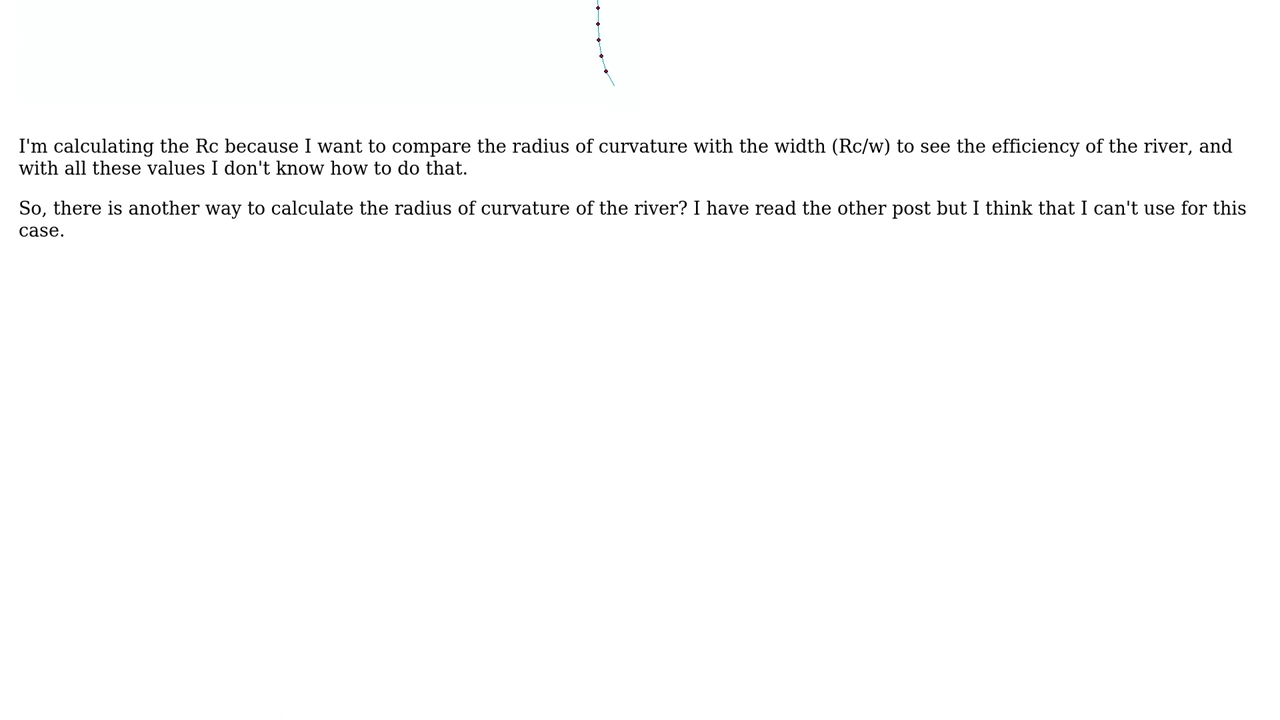 I'm calculating the Rc because I want to compare the radius of curvature with the width (Rc/w) to see the efficiency of the river, and
with all these values I don't know how to do that.
So, there is another way to calculate the radius of curvature of the river? I have read the other post but I think that I can't use for this
case.